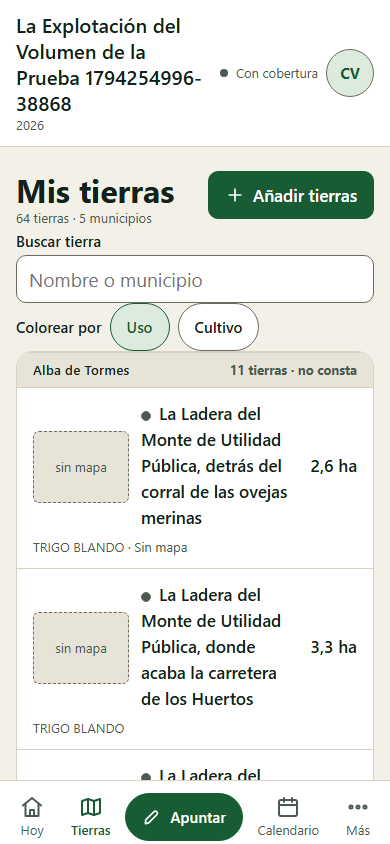 La Explotación del
Volumen de la
Prueba 1794254996-
38868
2026
Con cobertura
CV
Mis tierras
64 tierras · 5 municipios
Añadir tierras
Buscar tierra
Nombre o municipio
Colorear por
Uso
Cultivo
Alba de Tormes
11 tierras · no consta
sin mapa
La Ladera del
Monte de Utilidad
Pública, detrás del
corral de las ovejas
merinas
2,6 ha
TRIGO BLANDO · Sin mapa
sin mapa
La Ladera del
Monte de Utilidad
Pública, donde
acaba la carretera
de los Huertos
3,3 ha
TRIGO BLANDO
La Ladera del
Hoy
Tierras
Apuntar
Calendario
Más